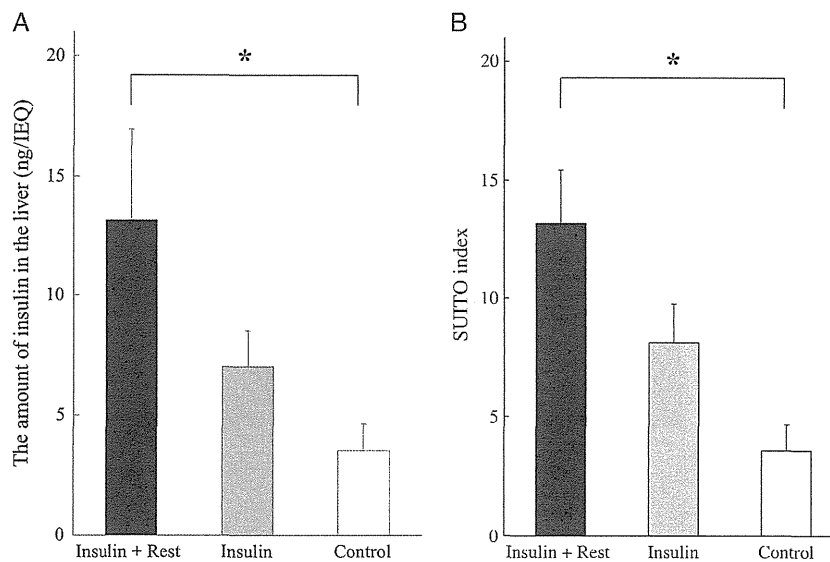 A
The amount of insulin in the liver (ng/IEQ)
20
15
10
5
0
*
Insulin + Rest
Insulin
Control
B
SUITO index
20
15
10
5
0
*
Insulin + Rest
Insulin
Control